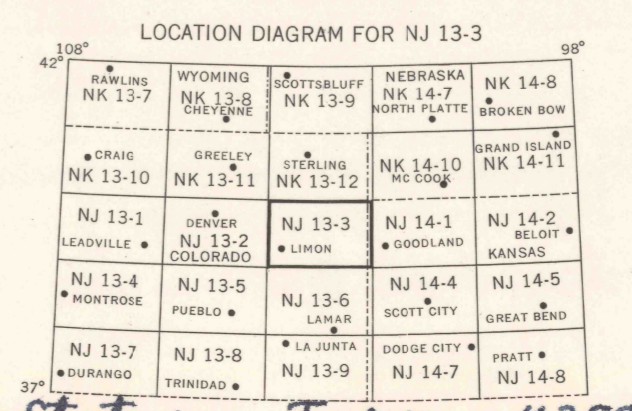 LOCATION DIAGRAM FOR NJ 13-3
108°
98°
42°
RAWLINS
NK 13-7
WYOMING
NK 13-8
CHEYENNE
SCOTTSBLUFF
NK 13-9
NEBRASKA
NK 14-7
NORTH PLATTE
NK 14-8
BROKEN BOW
CRAIG
NK 13-10
GREELEY
NK 13-11
STERLING
NK 13-12
NK 14-10
MC COOK
GRAND ISLAND
NK 14-11
NJ 13-1
LEADVILLE
DENVER
NJ 13-2
COLORADO
NJ 13-3
LIMON
NJ 14-1
GOODLAND
NJ 14-2
BELOIT
KANSAS
NJ 13-4
MONTROSE
NJ 13-5
PUEBLO
NJ 13-6
LAMAR
NJ 14-4
SCOTT CITY
NJ 14-5
GREAT BEND
NJ 13-7
DURANGO
NJ 13-8
TRINIDAD
LA JUNTA
NJ 13-9
DODGE CITY
NJ 14-7
PRATT
NJ 14-8
37°